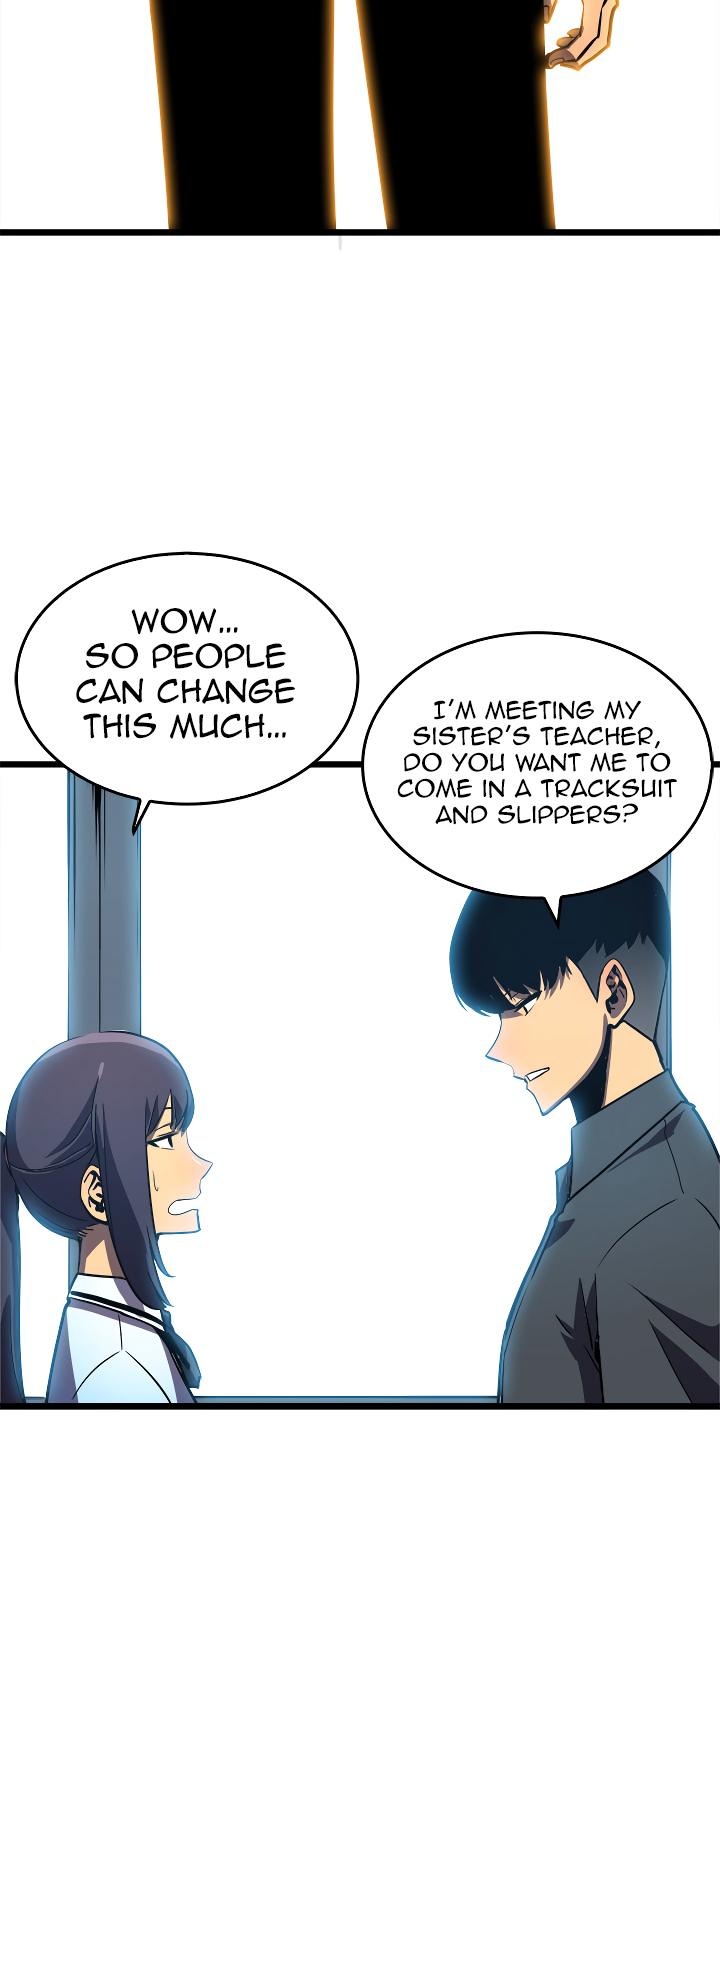 WOW...
SO PEOPLE
CAN CHANGE
THIS MUCH...
I'M MEETING MY
SISTER'S TEACHER,
DO YOU WANT ME TO
COME IN A TRACKSUIT
AND SLIPPERS?